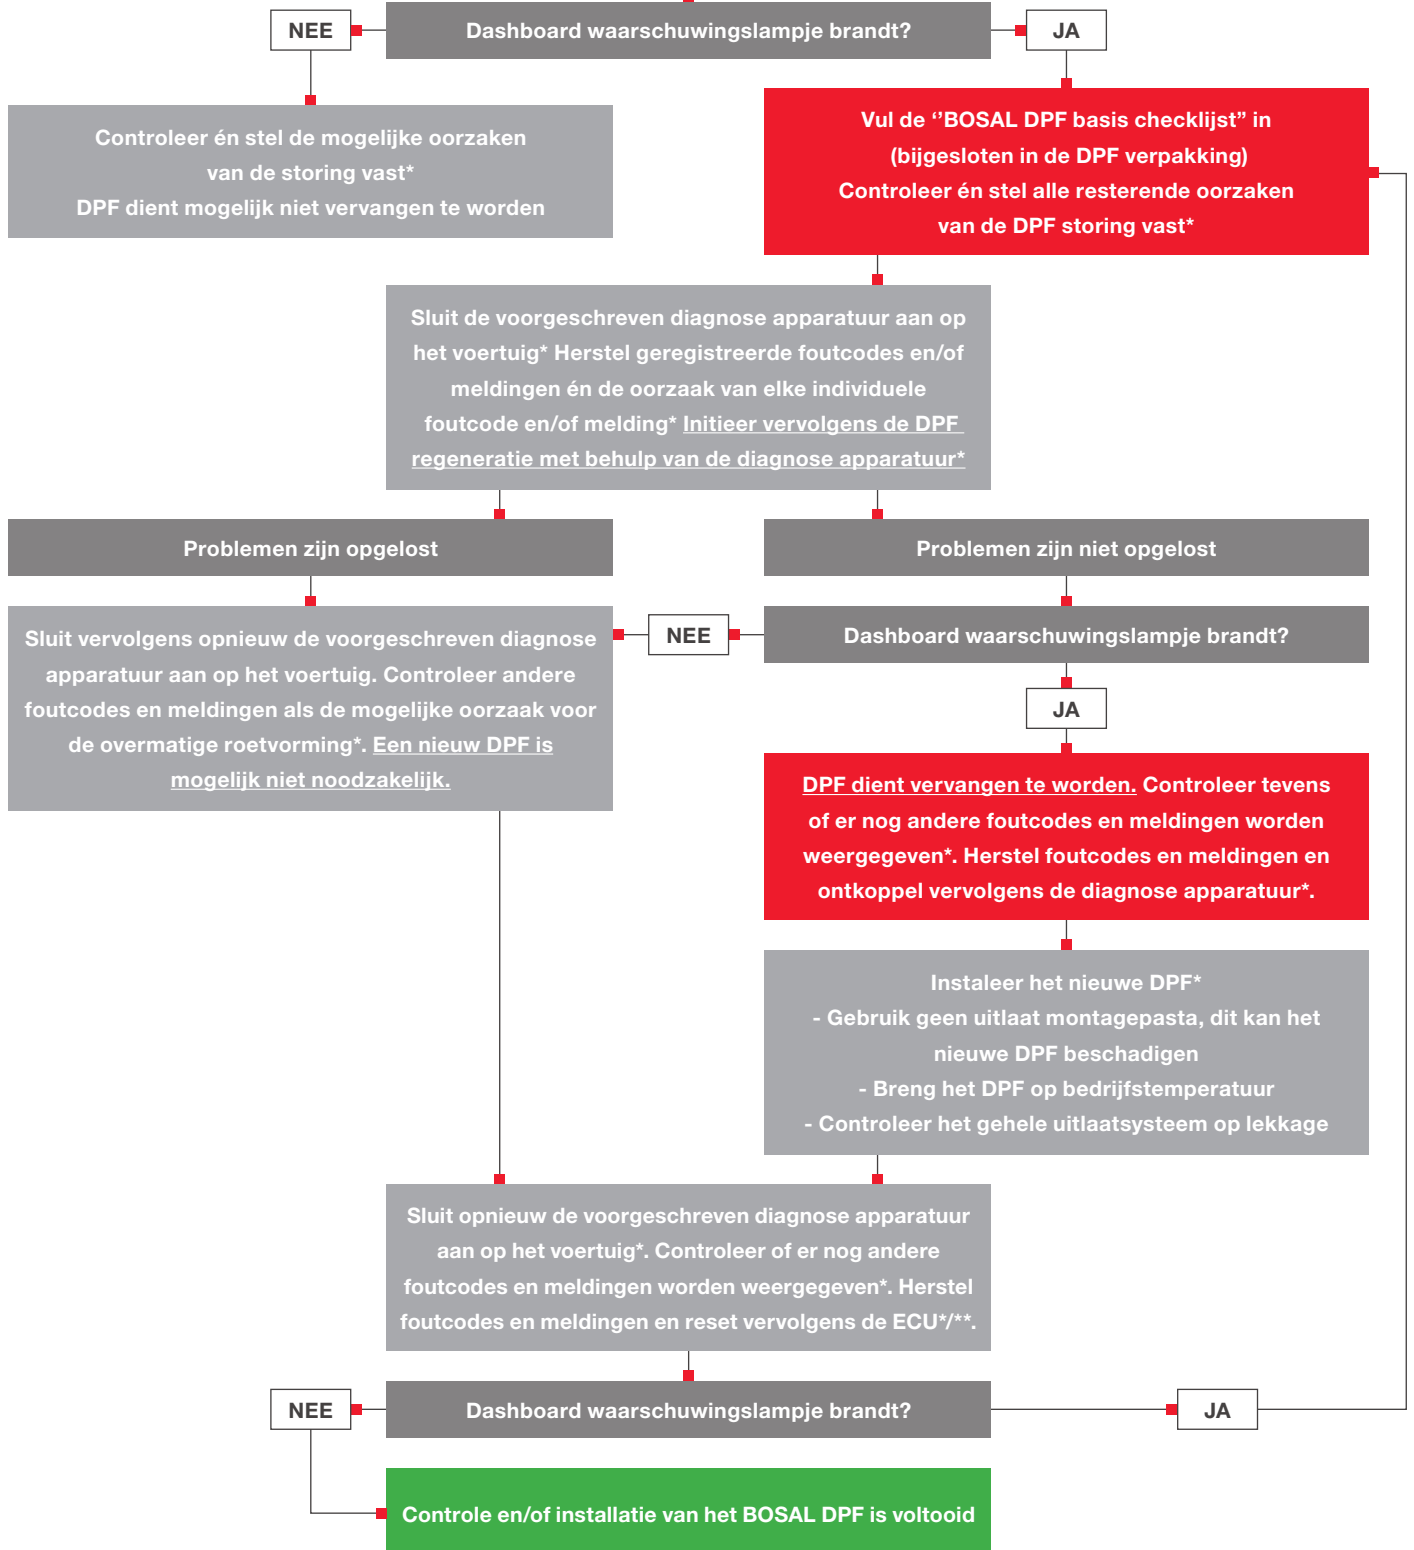 NEE
Dashboard waarschuwingslampje brandt?
JA
Controleer én stel de mogelijke oorzaken
van de storing vast*
DPF dient mogelijk niet vervangen te worden
Vul de ‘’BOSAL DPF basis checklijst” in
(bijgesloten in de DPF verpakking)
Controleer én stel alle resterende oorzaken
van de DPF storing vast*
Sluit de voorgeschreven diagnose apparatuur aan op
het voertuig* Herstel geregistreerde foutcodes en/of
meldingen én de oorzaak van elke individuele
foutcode en/of melding* Initieer vervolgens de DPF
regeneratie met behulp van de diagnose apparatuur*
Problemen zijn opgelost
Problemen zijn niet opgelost
Sluit vervolgens opnieuw de voorgeschreven diagnose
apparatuur aan op het voertuig. Controleer andere
foutcodes en meldingen als de mogelijke oorzaak voor
de overmatige roetvorming*. Een nieuw DPF is
mogelijk niet noodzakelijk.
NEE
Dashboard waarschuwingslampje brandt?
JA
DPF dient vervangen te worden. Controleer tevens
of er nog andere foutcodes en meldingen worden
weergegeven*. Herstel foutcodes en meldingen en
ontkoppel vervolgens de diagnose apparatuur*.
Instaleer het nieuwe DPF*
- Gebruik geen uitlaat montagepasta, dit kan het
nieuwe DPF beschadigen
- Breng het DPF op bedrijfstemperatuur
- Controleer het gehele uitlaatsysteem op lekkage
Sluit opnieuw de voorgeschreven diagnose apparatuur
aan op het voertuig*. Controleer of er nog andere
foutcodes en meldingen worden weergegeven*. Herstel
foutcodes en meldingen en reset vervolgens de ECU*/**.
NEE
Dashboard waarschuwingslampje brandt?
JA
Controle en/of installatie van het BOSAL DPF is voltooid